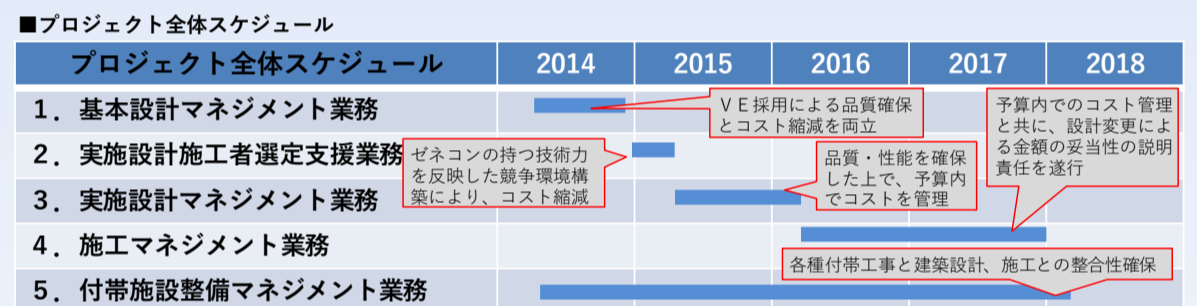 ■プロジェクト全体スケジュール
プロジェクト全体スケジュール 2014 2015 2016 2017 2018
１．基本設計マネジメント業務
ＶＥ採用による品質確保
とコスト縮減を両立
予算内でのコスト管理
と共に、設計変更によ
る金額の妥当性の説明
責任を遂行
２．実施設計施工者選定支援業務
ゼネコンの持つ技術力
を反映した競争環境構
築により、コスト縮減
品質・性能を確保
した上で、予算内
でコストを管理
３．実施設計マネジメント業務
４．施工マネジメント業務
各種付帯工事と建築設計、施工との整合性確保
５．付帯施設整備マネジメント業務